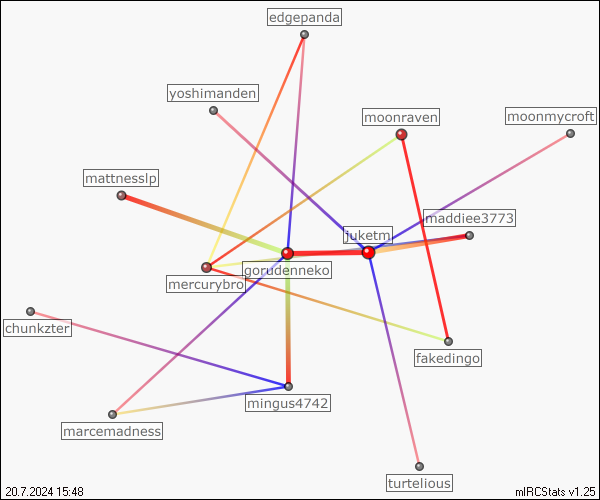 edgepanda
yoshimanden
moonraven
moonmycroft
mattnesslp
maddiee3773
juketm
gorudenneko
mercurybro
chunkzter
fakedingo
mingus4742
marcemadness
turtelious
20.7.2024 15:48
mIRCStats v1.25